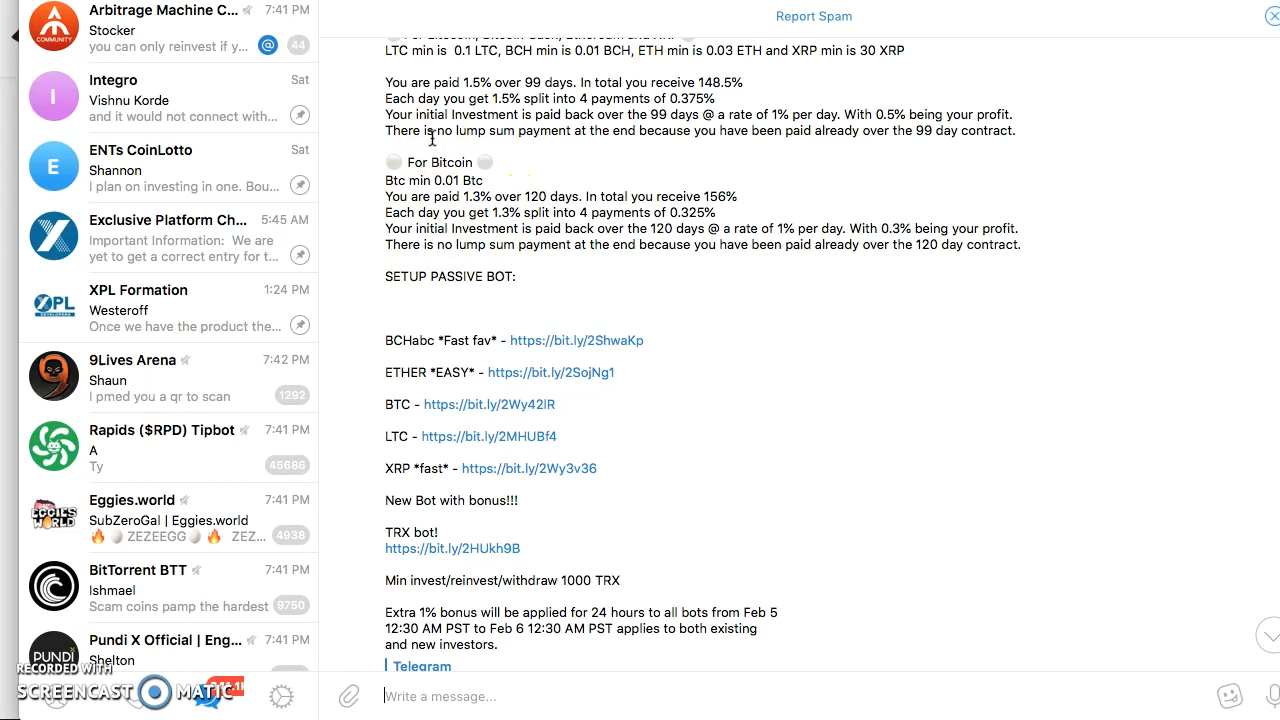 Arbitrage Machine C...
7:41 PM
Stocker
you can only reinvest if y...
@
44
Integro
Sat
I
Vishnu Korde
and it would not connect with...
ENTs CoinLotto
Sat
E
Shannon
I plan on investing in one. Bou...
Exclusive Platform Ch...
5:45 AM
Important Information: We are
yet to get a correct entry for t...
XPL Formation
1:24 PM
XPL
Westeroff
Once we have the product the...
9Lives Arena
7:42 PM
Shaun
I pmed you a qr to scan
1292
Rapids ($RPD) Tipbot
7:41 PM
A
Ty
45686
Eggies.world
7:41 PM
EGGIES WORLD
SubZeroGal | Eggies.world
🔥 🥚 ZEZEEGG🥚 🔥 ZEZ...
4938
BitTorrent BTT
7:41 PM
Ishmael
Scam coins pamp the hardest
9750
Pundi X Official | Eng...
7:41 PM
PUNDI
Shelton
RECORDED WITH
SCREENCAST MATIC
Report Spam
LTC min is 0.1 LTC, BCH min is 0.01 BCH, ETH min is 0.03 ETH and XRP min is 30 XRP
You are paid 1.5% over 99 days. In total you receive 148.5%
Each day you get 1.5% split into 4 payments of 0.375%
Your initial Investment is paid back over the 99 days @ a rate of 1% per day. With 0.5% being your profit.
There is no lump sum payment at the end because you have been paid already over the 99 day contract.
⚪ For Bitcoin ⚪
Btc min 0.01 Btc
You are paid 1.3% over 120 days. In total you receive 156%
Each day you get 1.3% split into 4 payments of 0.325%
Your initial Investment is paid back over the 120 days @ a rate of 1% per day. With 0.3% being your profit.
There is no lump sum payment at the end because you have been paid already over the 120 day contract.
SETUP PASSIVE BOT:
BCHabc *Fast fav* - https://bit.ly/2ShwaKp
ETHER *EASY* - https://bit.ly/2SojNg1
BTC - https://bit.ly/2Wy42IR
LTC - https://bit.ly/2MHUBf4
XRP *fast* - https://bit.ly/2Wy3v36
New Bot with bonus!!!
TRX bot!
https://bit.ly/2HUkh9B
Min invest/reinvest/withdraw 1000 TRX
Extra 1% bonus will be applied for 24 hours to all bots from Feb 5
12:30 AM PST to Feb 6 12:30 AM PST applies to both existing
and new investors.
Telegram
Write a message...